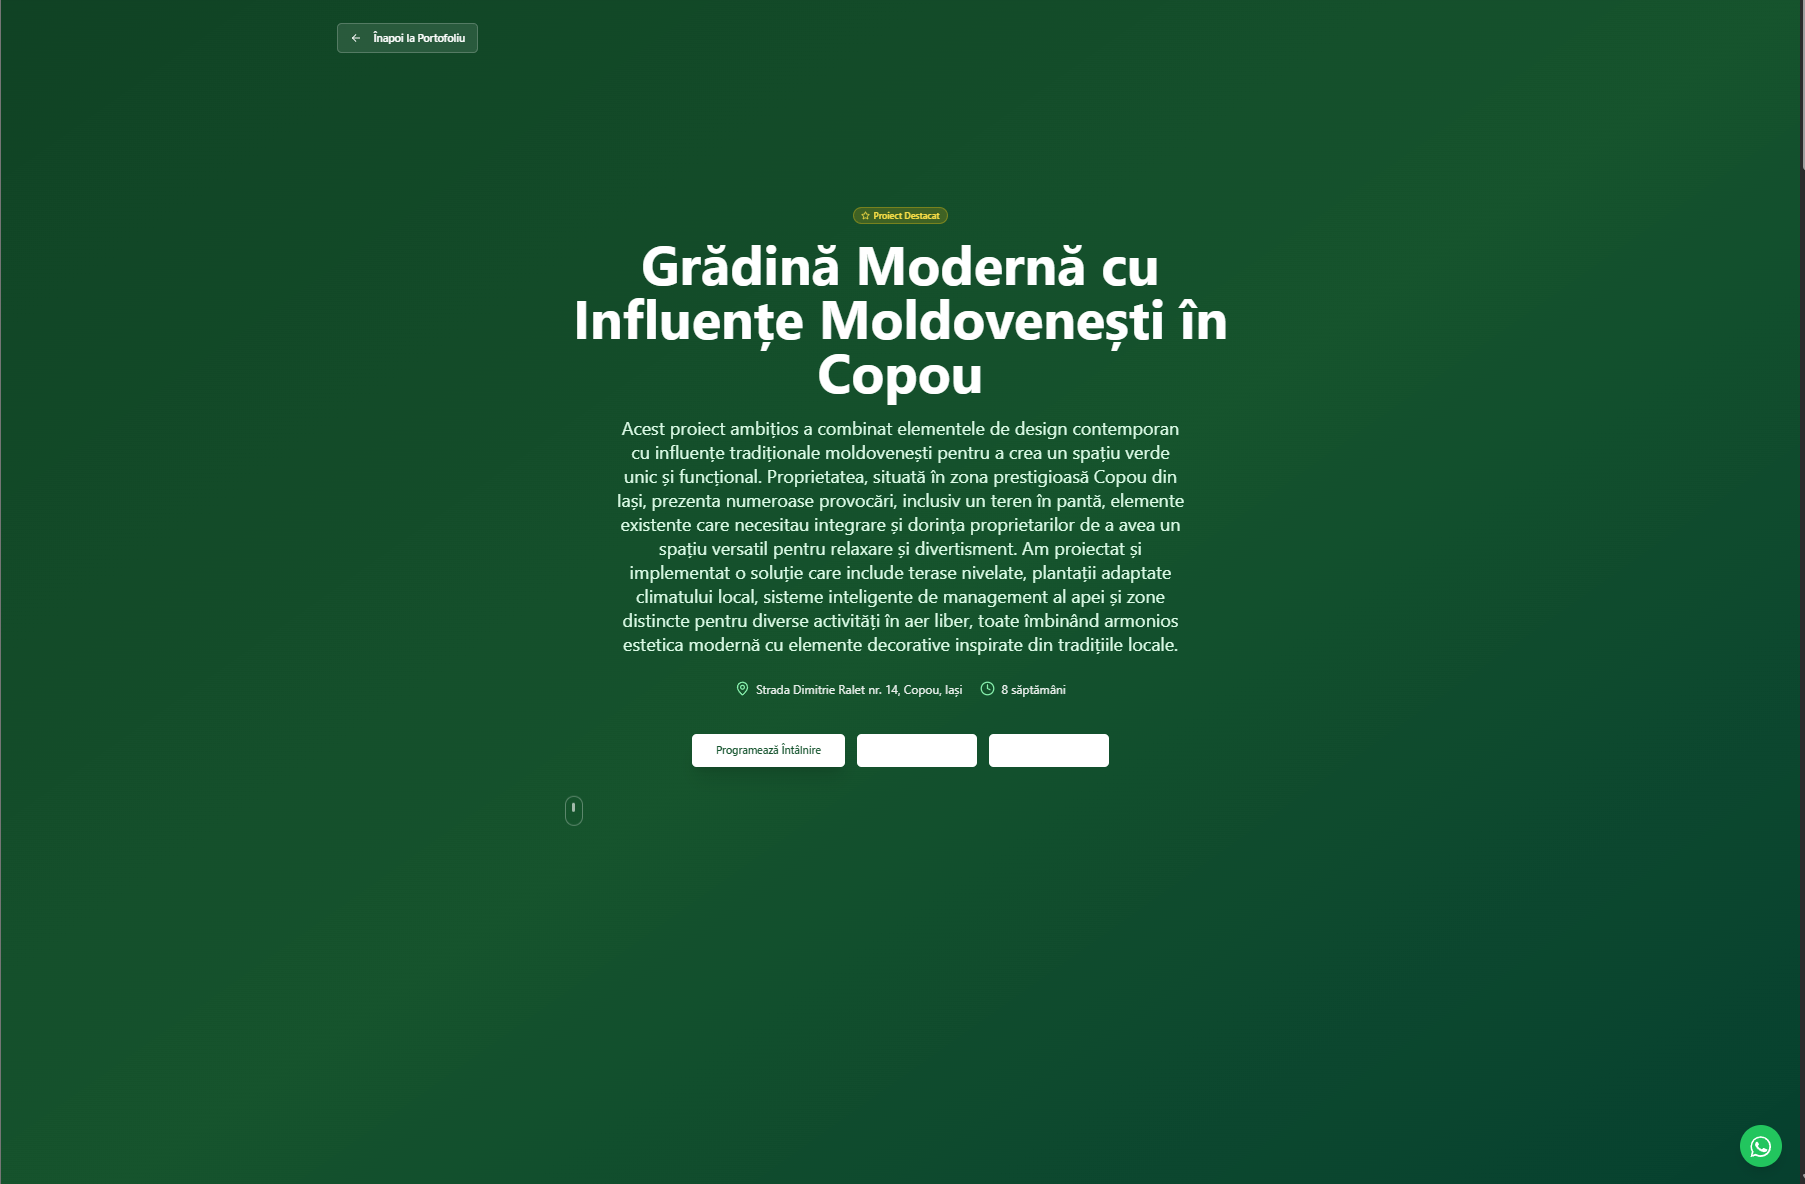 Înapoi la Portofoliu
Proiect Destacat
Grădină Modernă cu
Influențe Moldovenești în
Copou
Acest proiect ambițios a combinat elementele de design contemporan
cu influențe tradiționale moldovenești pentru a crea un spațiu verde
unic și funcțional. Proprietatea, situată în zona prestigioasă Copou din
Iași, prezenta numeroase provocări, inclusiv un teren în pantă, elemente
existente care necesitau integrare și dorința proprietarilor de a avea un
spațiu versatil pentru relaxare și divertisment. Am proiectat și
implementat o soluție care include terase nivelate, plantații adaptate
climatului local, sisteme inteligente de management al apei și zone
distincte pentru diverse activități în aer liber, toate îmbinând armonios
estetica modernă cu elemente decorative inspirate din tradițiile locale.
Strada Dimitrie Ralet nr. 14, Copou, Iași 8 săptămâni
Programează Întâlnire